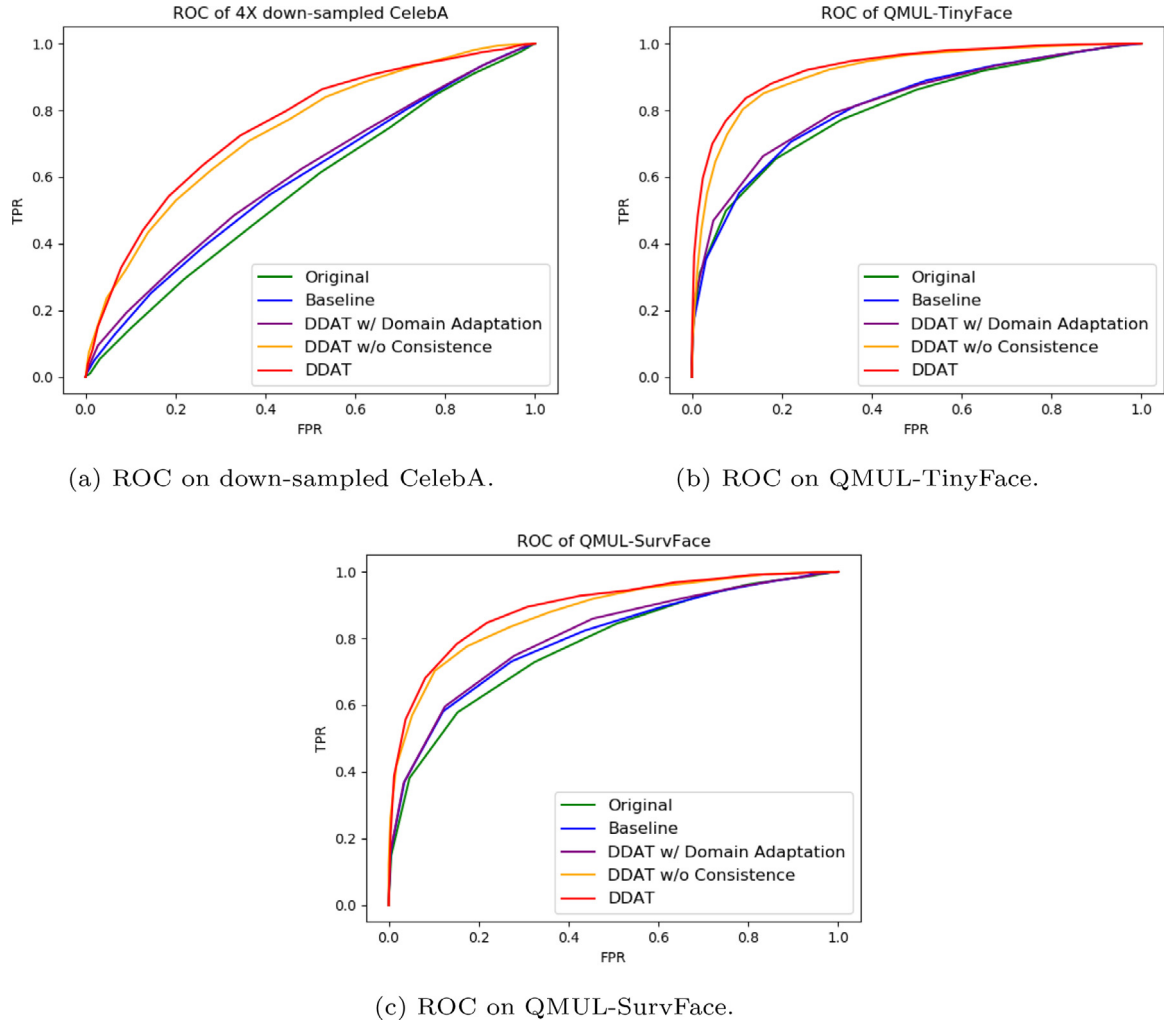 ROC of 4X down-sampled CelebA
1.0
0.8
0.6
0.4
0.2
0.0
TPR
0.0 0.2 0.4 0.6 0.8 1.0
FPR
Original
Baseline
DDAT w/ Domain Adaptation
DDAT w/o Consistence
DDAT
(a) ROC on down-sampled CelebA.
ROC of QMUL-TinyFace
1.0
0.8
0.6
0.4
0.2
0.0
TPR
0.0 0.2 0.4 0.6 0.8 1.0
FPR
Original
Baseline
DDAT w/ Domain Adaptation
DDAT w/o Consistence
DDAT
(b) ROC on QMUL-TinyFace.
ROC of QMUL-SurvFace
1.0
0.8
0.6
0.4
0.2
0.0
TPR
0.0 0.2 0.4 0.6 0.8 1.0
FPR
Original
Baseline
DDAT w/ Domain Adaptation
DDAT w/o Consistence
DDAT
(c) ROC on QMUL-SurvFace.